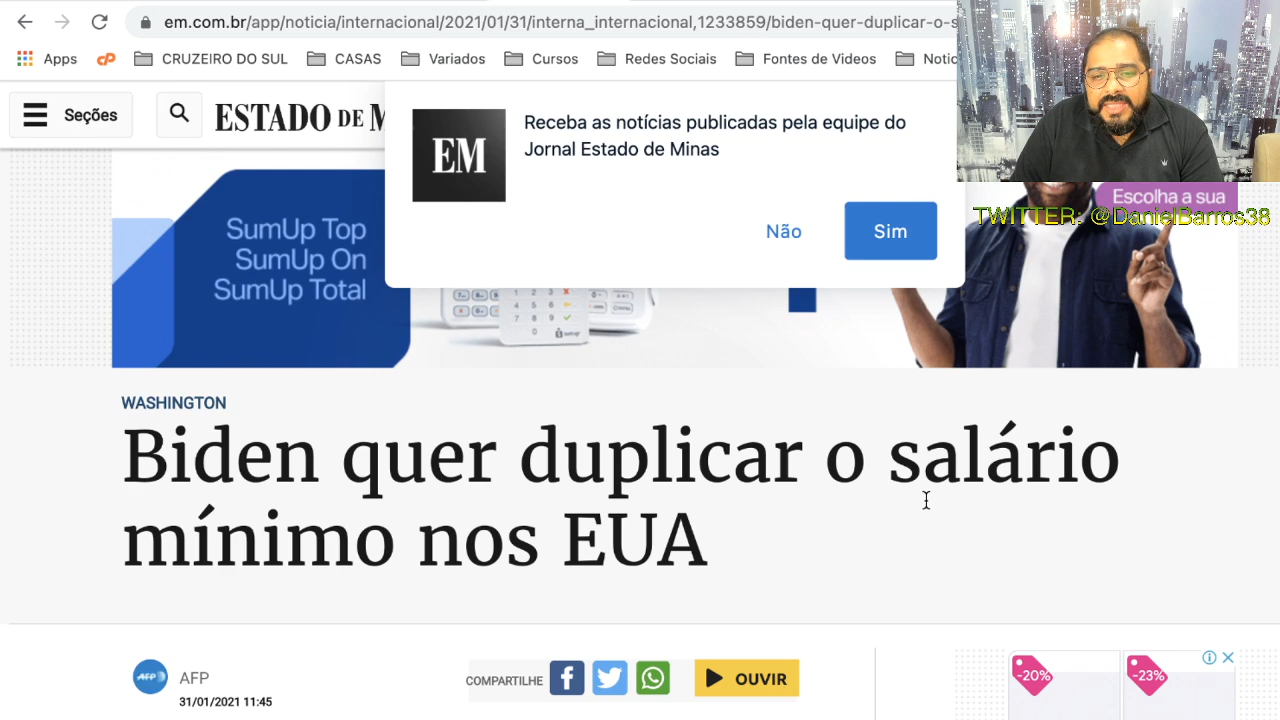 em.com.br/app/noticia/internacional/2021/01/31/interna_internacional,1233859/biden-quer-duplicar-o-s
Apps
CRUZEIRO DO SUL
CASAS
Variados
Cursos
Redes Sociais
Fontes de Videos
Notic
Seções
ESTADO DE M
EM
Receba as notícias publicadas pela equipe do
Jornal Estado de Minas
Não
Sim
Escolha a sua
TWITTER: @DanielBarros38
SumUp Top
SumUp On
SumUp Total
sumup
WASHINGTON
Biden quer duplicar o salário
mínimo nos EUA
AFP
AFP
31/01/2021 11:45
COMPARTILHE
OUVIR
-20%
-23%